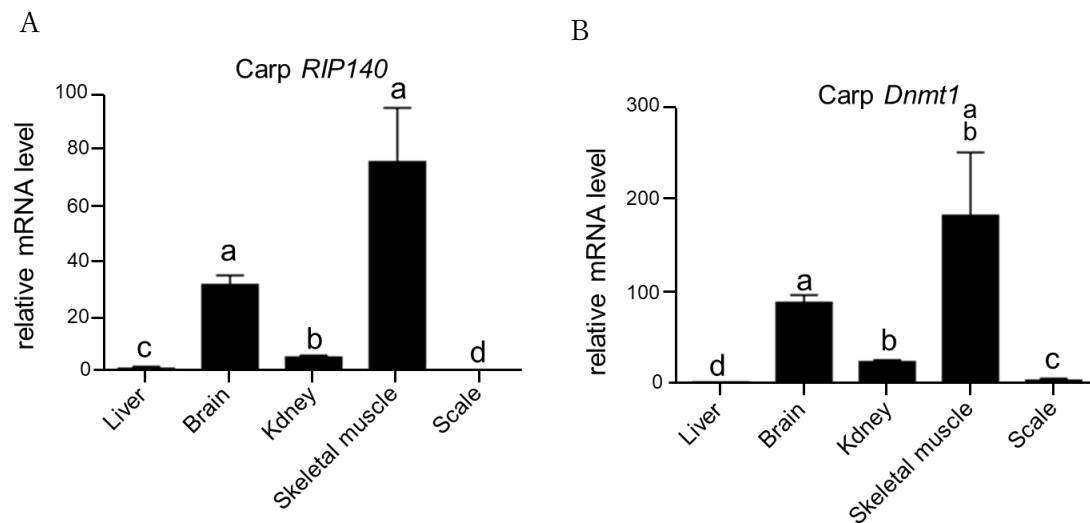 A
Carp RIP140
relative mRNA level
100
80
60
40
20
0
c
a
b
a
d
Liver
Brain
Kdney
Skeletal muscle
Scale
B
Carp Dnmt1
relative mRNA level
300
200
100
0
d
a
b
a
b
c
Liver
Brain
Kdney
Skeletal muscle
Scale